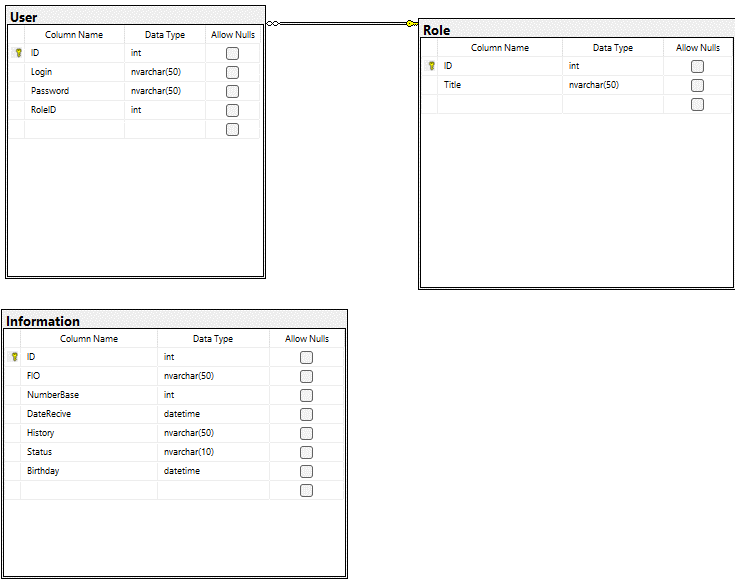 User
Column Name Data Type Allow Nulls
ID int
Login nvarchar(50)
Password nvarchar(50)
RoleID int
Role
Column Name Data Type Allow Nulls
ID int
Title nvarchar(50)
Information
Column Name Data Type Allow Nulls
ID int
FIO nvarchar(50)
NumberBase int
DateRecive datetime
History nvarchar(50)
Status nvarchar(10)
Birthday datetime